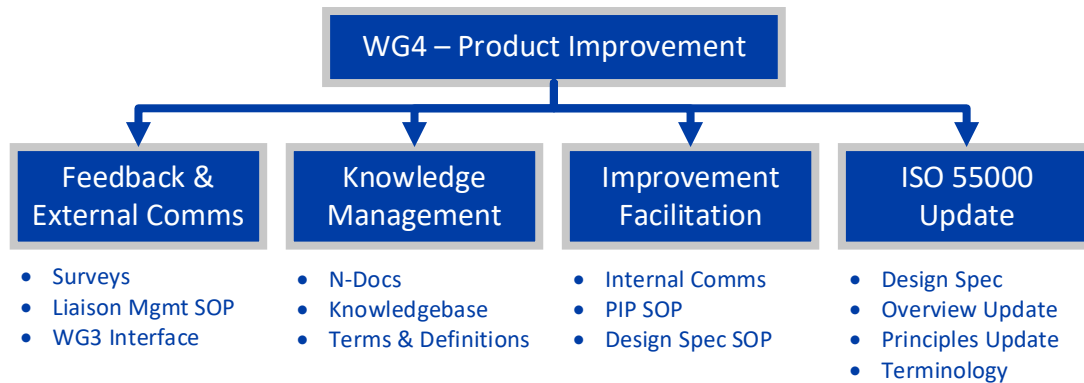 WG4 – Product Improvement
Feedback &
External Comms
• Surveys
• Liaison Mgmt SOP
• WG3 Interface
Knowledge
Management
• N-Docs
• Knowledgebase
• Terms & Definitions
Improvement
Facilitation
• Internal Comms
• PIP SOP
• Design Spec SOP
ISO 55000
Update
• Design Spec
• Overview Update
• Principles Update
• Terminology